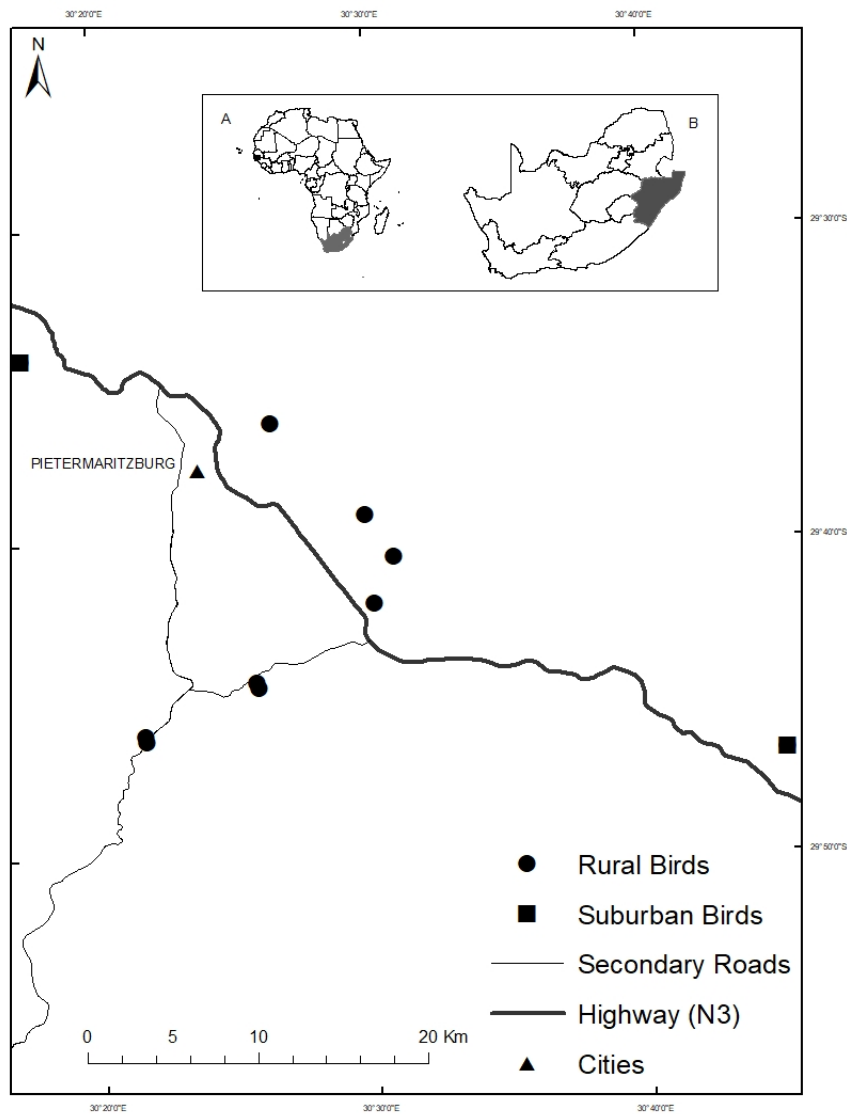 30°20'0"E 30°30'0"E 30°40'0"E
N
A
B
29°30'0"S
PIETERMARITZBURG
29°40'0"S
29°50'0"S
Rural Birds
Suburban Birds
Secondary Roads
Highway (N3)
Cities
0 5 10 20 Km
30°20'0"E 30°30'0"E 30°40'0"E